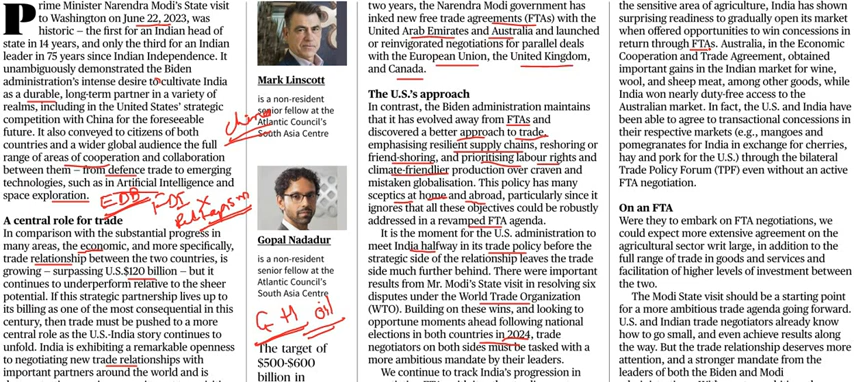 Prime Minister Narendra Modi's State visit
to Washington on June 22, 2023, was
historic – the first for an Indian head of
state in 14 years, and only the third for an Indian
leader in 75 years since Indian Independence. It
unambiguously demonstrated the Biden
administration's intense desire to cultivate India
as a durable, long-term partner in a variety of
realms, including in the United States' strategic
competition with China for the foreseeable
future. It also conveyed to citizens of both
countries and a wider global audience the full
range of areas of cooperation and collaboration
between them – from defence trade to emerging
technologies, such as in Artificial Intelligence and
space exploration.
EDB
FDI X
A central role for trade
In comparison with the substantial progress in
many areas, the economic, and more specifically,
trade relationship between the two countries, is
growing – surpassing U.S.$120 billion – but it
continues to underperform relative to the sheer
potential. If this strategic partnership lives up to
its billing as one of the most consequential in this
century, then trade must be pushed to a more
central role as the U.S.-India story continues to
unfold. India is exhibiting a remarkable openness
to negotiating new trade relationships with
important partners around the world and is
Mark Linscott
is a non-resident
senior fellow at the
Atlantic Council's
South Asia Centre
China
Gopal Nadadur
is a non-resident
senior fellow at the
Atlantic Council's
South Asia Centre
oil
The target of
$500-$600
billion in
two years, the Narendra Modi government has
inked new free trade agreements (FTAs) with the
United Arab Emirates and Australia and launched
or reinvigorated negotiations for parallel deals
with the European Union, the United Kingdom,
and Canada.
The U.S.'s approach
In contrast, the Biden administration maintains
that it has evolved away from FTAs and
discovered a better approach to trade,
emphasising resilient supply chains, reshoring or
friend-shoring, and prioritising labour rights and
climate-friendlier production over craven and
mistaken globalisation. This policy has many
sceptics at home and abroad, particularly since it
ignores that all these objectives could be robustly
addressed in a revamped FTA agenda.
It is the moment for the U.S. administration to
meet India halfway in its trade policy before the
strategic side of the relationship leaves the trade
side much further behind. There were important
results from Mr. Modi's State visit in resolving six
disputes under the World Trade Organization
(WTO). Building on these wins, and looking to
opportune moments ahead following national
elections in both countries in 2024, trade
negotiators on both sides must be tasked with a
more ambitious mandate by their leaders.
We continue to track India's progression in
the sensitive area of agriculture, India has shown
surprising readiness to gradually open its market
when offered opportunities to win concessions in
return through FTAs. Australia, in the Economic
Cooperation and Trade Agreement, obtained
important gains in the Indian market for wine,
wool, and sheep meat, among other goods, while
India won nearly duty-free access to the
Australian market. In fact, the U.S. and India have
been able to agree to transactional concessions in
their respective markets (e.g., mangoes and
pomegranates for India in exchange for cherries,
hay and pork for the U.S.) through the bilateral
Trade Policy Forum (TPF) even without an active
FTA negotiation.
On an FTA
Were they to embark on FTA negotiations, we
could expect more extensive agreement on the
agricultural sector writ large, in addition to the
full range of trade in goods and services and
facilitation of higher levels of investment between
the two.
The Modi State visit should be a starting point
for a more ambitious trade agenda going forward.
U.S. and Indian trade negotiators already know
how to go small, and even achieve results along
the way. But the trade relationship deserves more
attention, and a stronger mandate from the
leaders of both the Biden and Modi